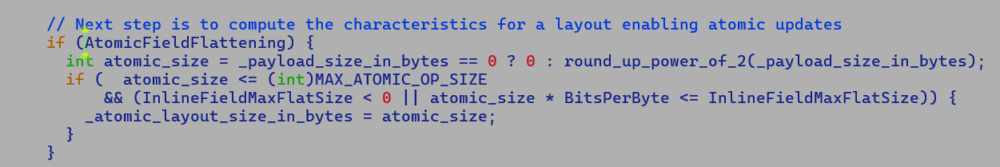 // Next step is to compute the characteristics for a layout enabling atomic updates
if (AtomicFieldFlattening) {
int atomic_size = _payload_size_in_bytes == 0 ? 0 : round_up_power_of_2(_payload_size_in_bytes);
if (  atomic_size <= (int)MAX_ATOMIC_OP_SIZE
&& (InlineFieldMaxFlatSize < 0 || atomic_size * BitsPerByte <= InlineFieldMaxFlatSize)) {
_atomic_layout_size_in_bytes = atomic_size;
}
}